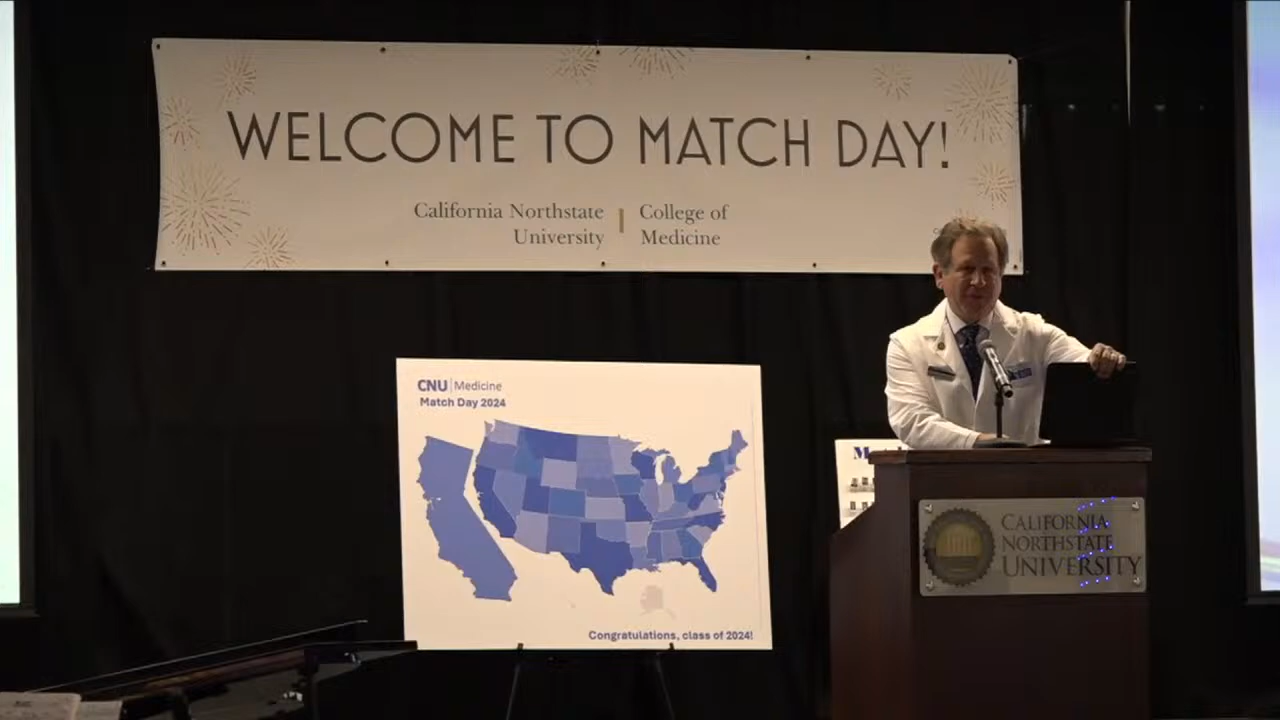 WELCOME TO MATCH DAY!
California Northstate University
College of Medicine
CNU Medicine
Match Day 2024
Congratulations, class of 2024!
CALIFORNIA
NORTHSTATE
UNIVERSITY